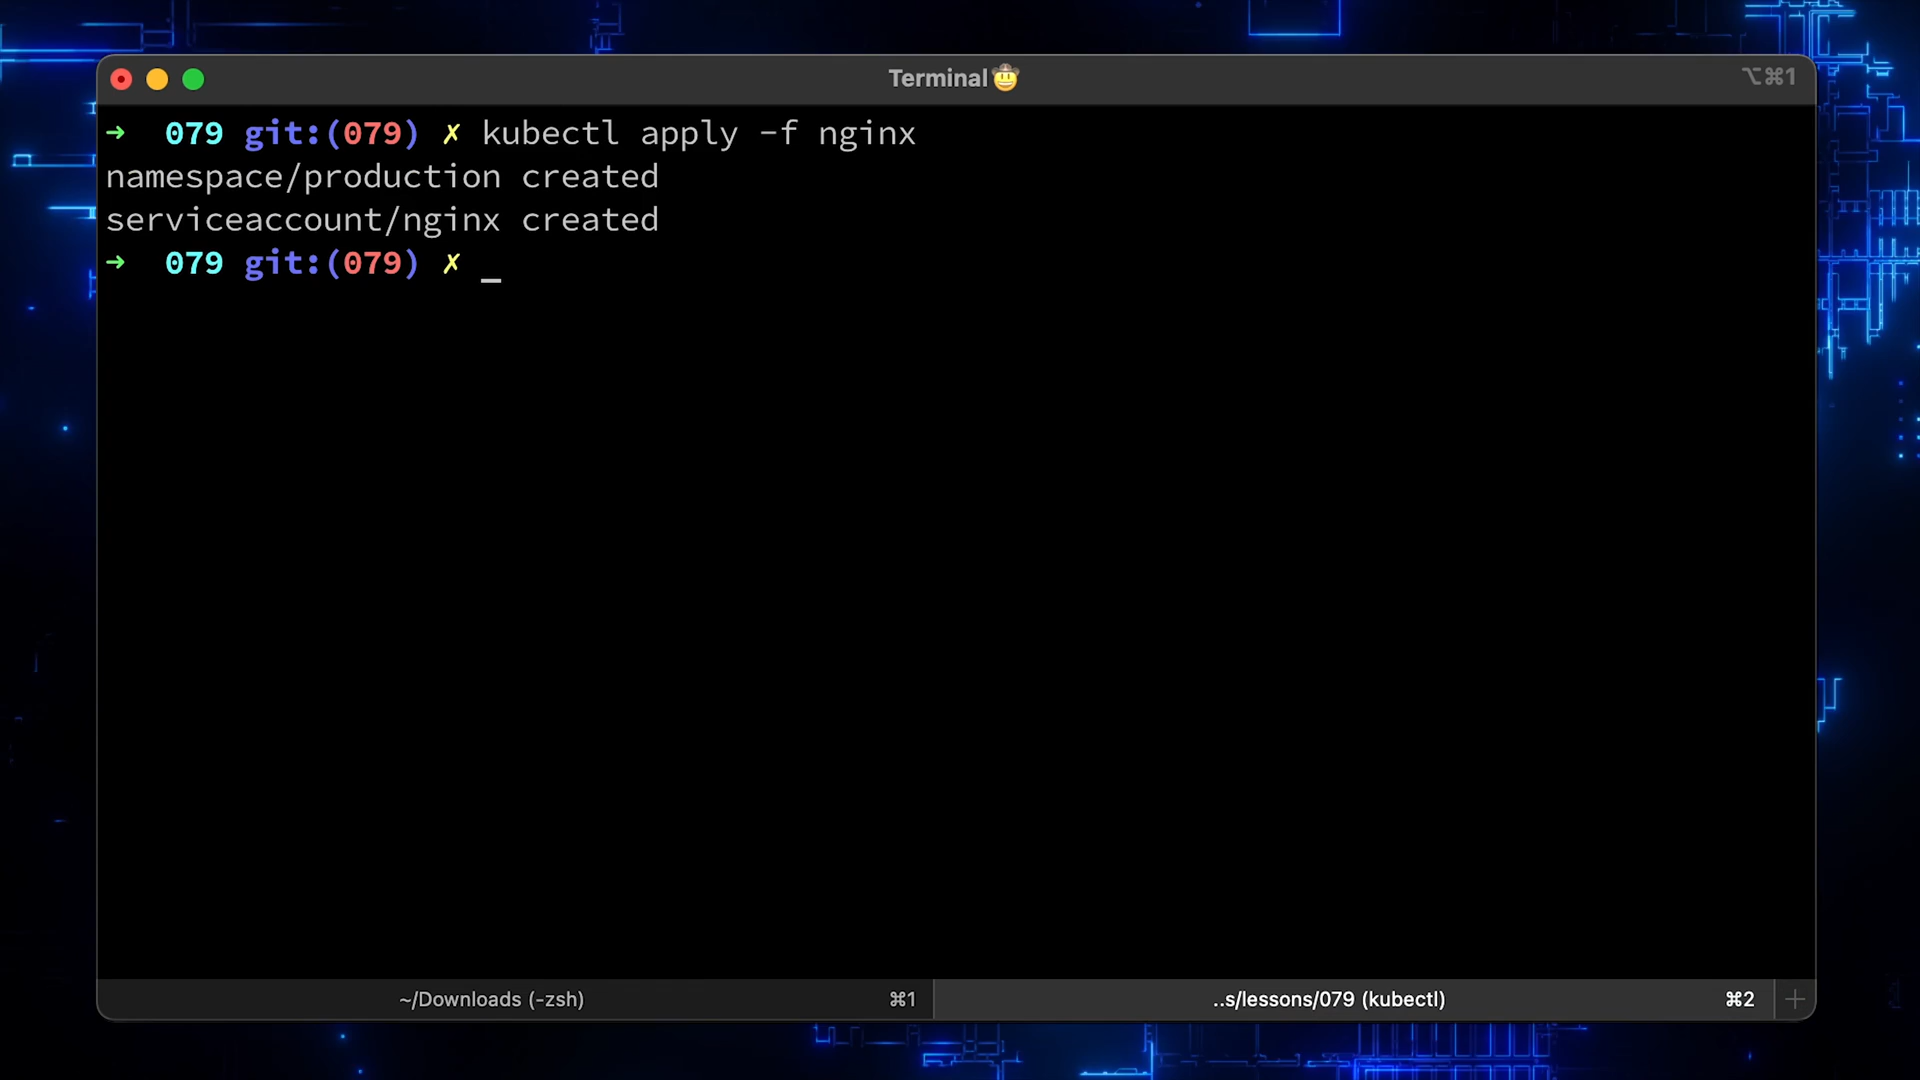 Terminal🤠
⌥⌘1
➜ 079 git:(079) ✗ kubectl apply -f nginx
namespace/production created
serviceaccount/nginx created
➜ 079 git:(079) ✗ _
~/Downloads (-zsh) ⌘1
..s/lessons/079 (kubectl) ⌘2